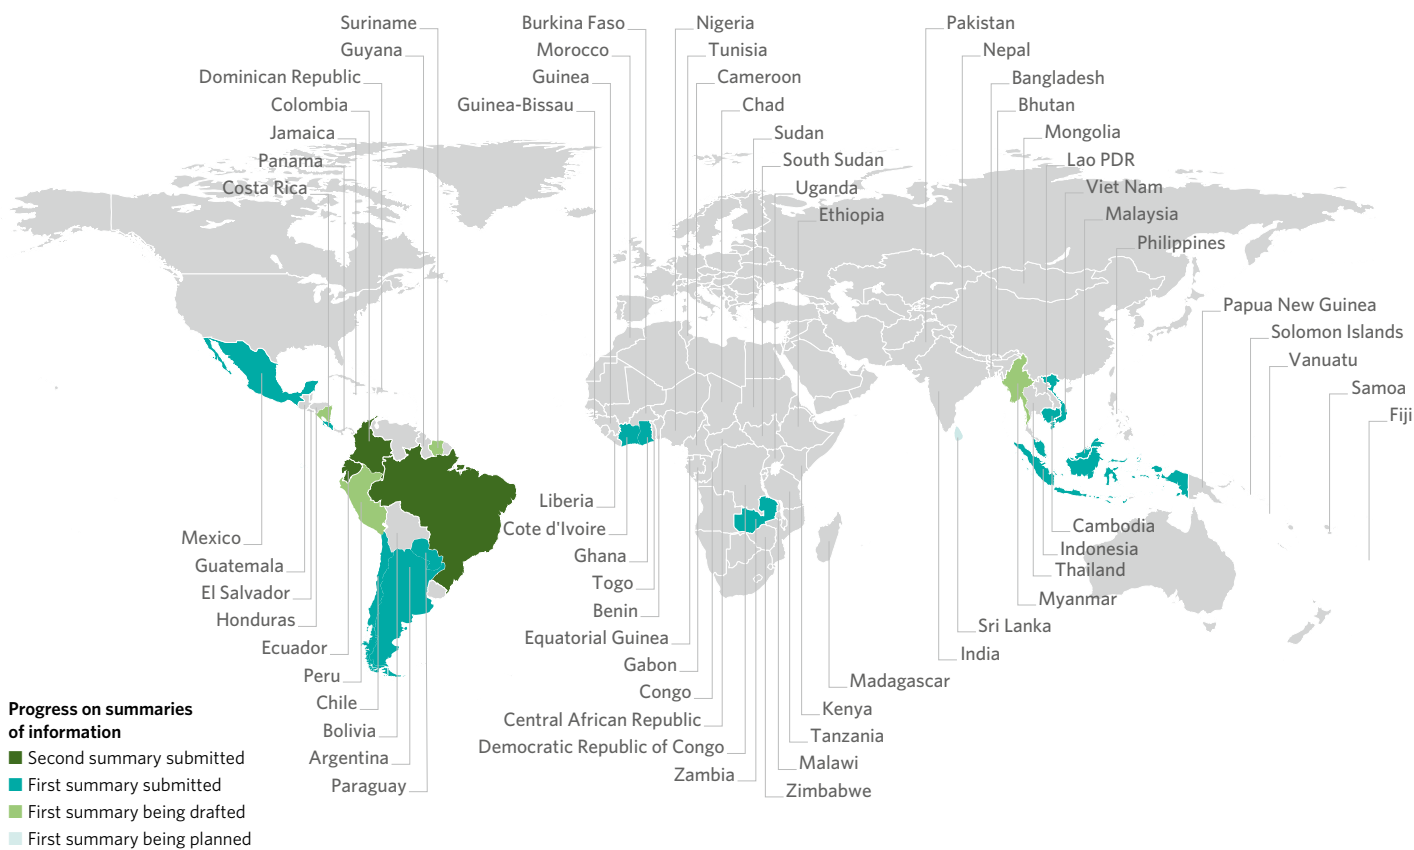 Suriname
Guyana
Dominican Republic
Colombia
Jamaica
Panama
Costa Rica
Burkina Faso
Morocco
Guinea
Guinea-Bissau
Nigeria
Tunisia
Cameroon
Chad
Sudan
South Sudan
Uganda
Ethiopia
Pakistan
Nepal
Bangladesh
Bhutan
Mongolia
Lao PDR
Viet Nam
Malaysia
Philippines
Papua New Guinea
Solomon Islands
Vanuatu
Samoa
Fiji
Mexico
Guatemala
El Salvador
Honduras
Ecuador
Peru
Chile
Bolivia
Argentina
Paraguay
Liberia
Cote d'Ivoire
Ghana
Togo
Benin
Equatorial Guinea
Gabon
Congo
Central African Republic
Democratic Republic of Congo
Zambia
Madagascar
Kenya
Tanzania
Malawi
Zimbabwe
Cambodia
Indonesia
Thailand
Myanmar
Sri Lanka
India
Progress on summaries
of information
Second summary submitted
First summary submitted
First summary being drafted
First summary being planned